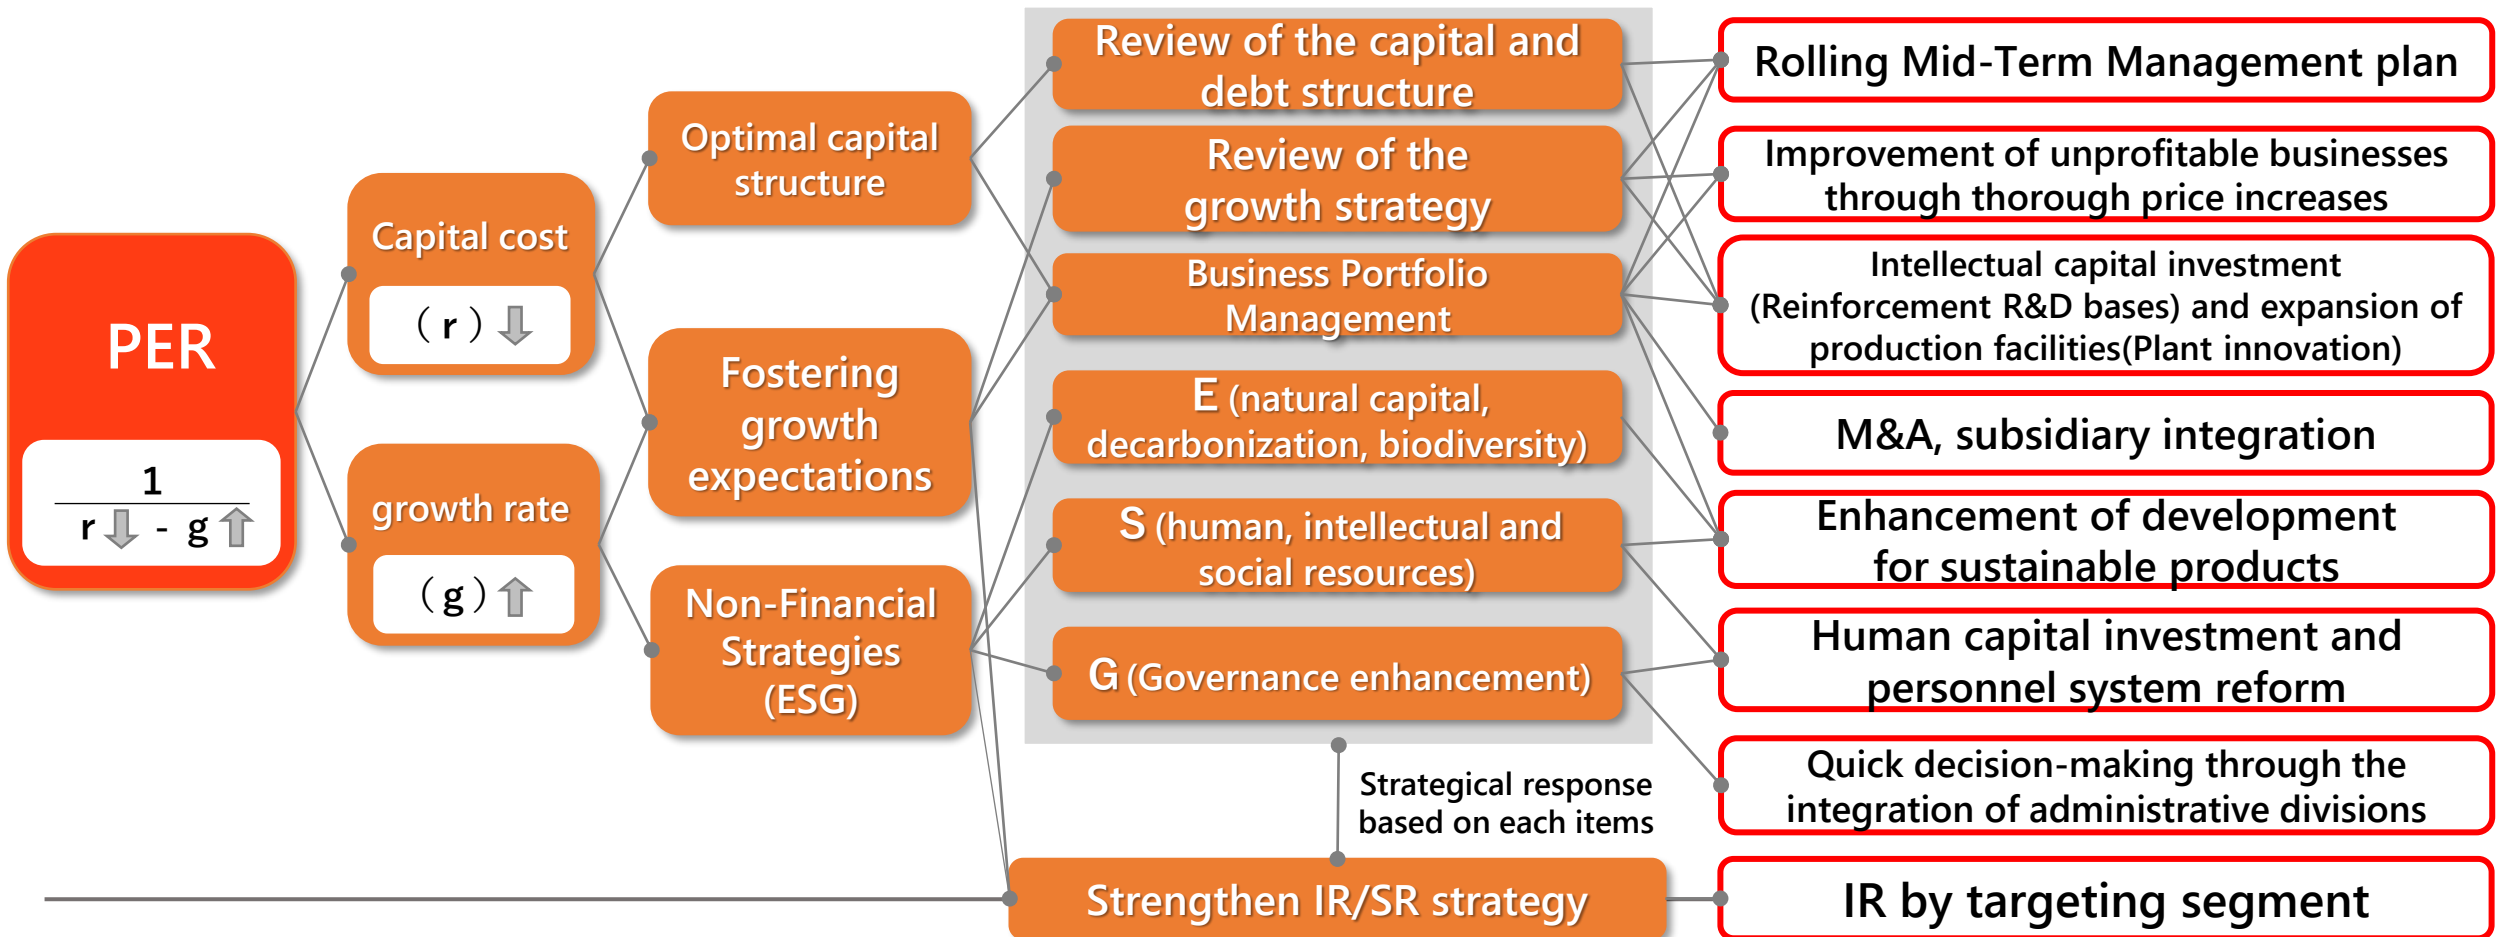 PER
1
r - g
Capital cost
( r )
growth rate
( g )
Optimal capital
structure
Fostering
growth
expectations
Non-Financial
Strategies
(ESG)
Review of the capital and
debt structure
Review of the
growth strategy
Business Portfolio
Management
E (natural capital,
decarbonization, biodiversity)
S (human, intellectual and
social resources)
G (Governance enhancement)
Strategical response
based on each items
Strengthen IR/SR strategy
Rolling Mid-Term Management plan
Improvement of unprofitable businesses
through thorough price increases
Intellectual capital investment
(Reinforcement R&D bases) and expansion of
production facilities(Plant innovation)
M&A, subsidiary integration
Enhancement of development
for sustainable products
Human capital investment and
personnel system reform
Quick decision-making through the
integration of administrative divisions
IR by targeting segment